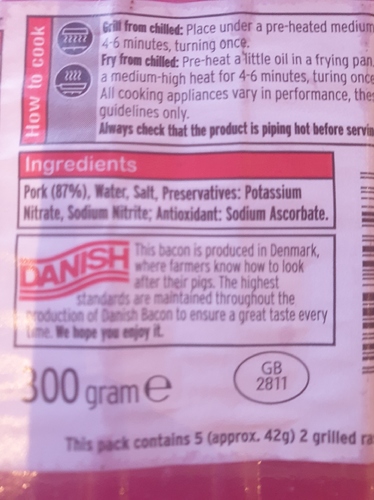 How to cook
Grill from chilled: Place under a pre-heated medium
4-6 minutes, turning once.
Fry from chilled: Pre-heat a little oil in a frying pan.
a medium-high heat for 4-6 minutes, turing once
All cooking appliances vary in performance, thes
guidelines only.
Always check that the product is piping hot before servin
Ingredients
Pork (87%), Water, Salt, Preservatives: Potassium
Nitrate, Sodium Nitrite; Antioxidant: Sodium Ascorbate.
DANISH
This bacon is produced in Denmark,
where farmers know how to look
after their pigs. The highest
standards are maintained throughout the
production of Danish Bacon to ensure a great taste every
time. We hope you enjoy it.
300 gram e
GB
2811
This pack contains 5 (approx. 42g) 2 grilled ra